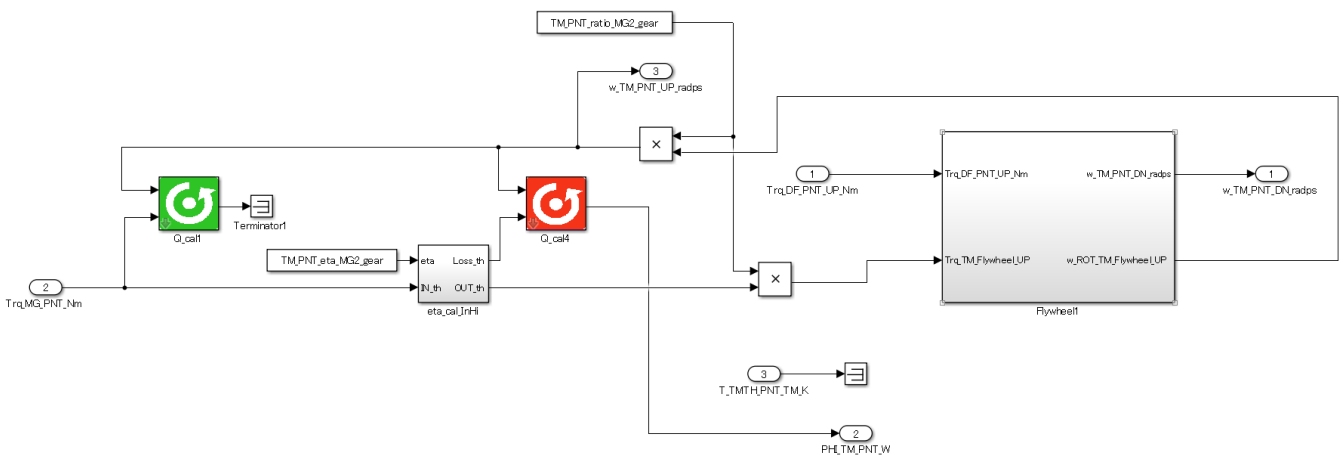 TM_PNT_ratio_MG2_gear
3
w_TM_PNT_UP_radps
×
1
Trq_DF_PNT_UP_Nm
Trq_DF_PNT_UP_Nm
w_TM_PNT_DN_radps
1
w_TM_PNT_DN_radps
Q_cal1
Terminator1
Q_cal4
TM_PNT_eta_MG2_gear
eta
Loss_th
IN_th
OUT_th
eta_cal_InHi
2
Trq_MG_PNT_Nm
×
Trq_TM_Flywheel_UP
w_ROT_TM_Flywheel_UP
Flywheel1
3
T_TMTH_PNT_TM_K
2
PHI_TM_PNT_W